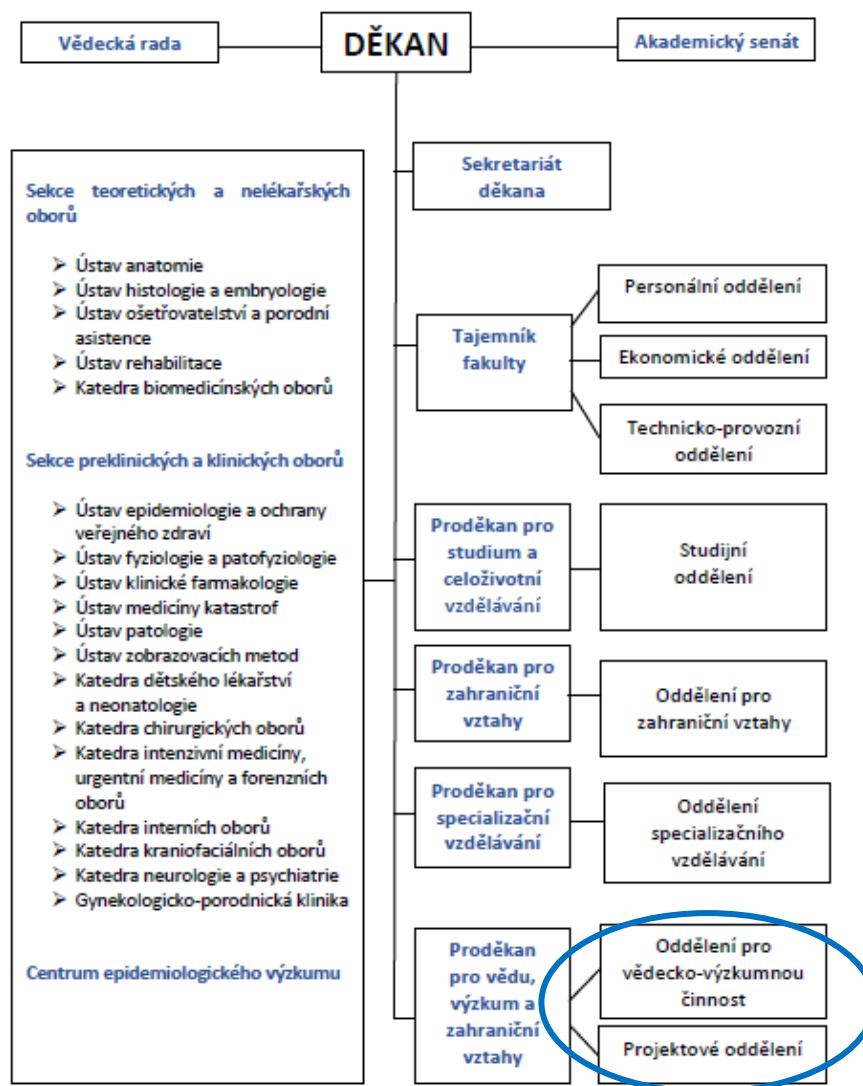 Vědecká rada
DĚKAN
Akademický senát
Sekretariát
děkana
Sekce teoretických a nelékařských
oborů
➢ Ústav anatomie
➢ Ústav histologie a embryologie
➢ Ústav ošetřovatelství a porodní
asistence
➢ Ústav rehabilitace
➢ Katedra biomedicínských oborů
Sekce preklinických a klinických oborů
➢ Ústav epidemiologie a ochrany
veřejného zdraví
➢ Ústav fyziologie a patofyziologie
➢ Ústav klinické farmakologie
➢ Ústav medicíny katastrof
➢ Ústav patologie
➢ Ústav zobrazovacích metod
➢ Katedra dětského lékařství
a neonatologie
➢ Katedra chirurgických oborů
➢ Katedra intenzivní medicíny,
urgentní medicíny a forenzních
oborů
➢ Katedra interních oborů
➢ Katedra kraniofaciálních oborů
➢ Katedra neurologie a psychiatrie
➢ Gynekologicko-porodnická klinika
Centrum epidemiologického výzkumu
Tajemník
fakulty
Personální oddělení
Ekonomické oddělení
Technicko-provozní
oddělení
Proděkan pro
studium a
celoživotní
vzdělávání
Studijní
oddělení
Proděkan pro
zahraniční
vztahy
Oddělení pro
zahraniční vztahy
Proděkan pro
specializační
vzdělávání
Oddělení
specializačního
vzdělávání
Proděkan
pro vědu,
výzkum a
zahraniční
vztahy
Oddělení pro
vědecko-výzkumnou
činnost
Projektové oddělení